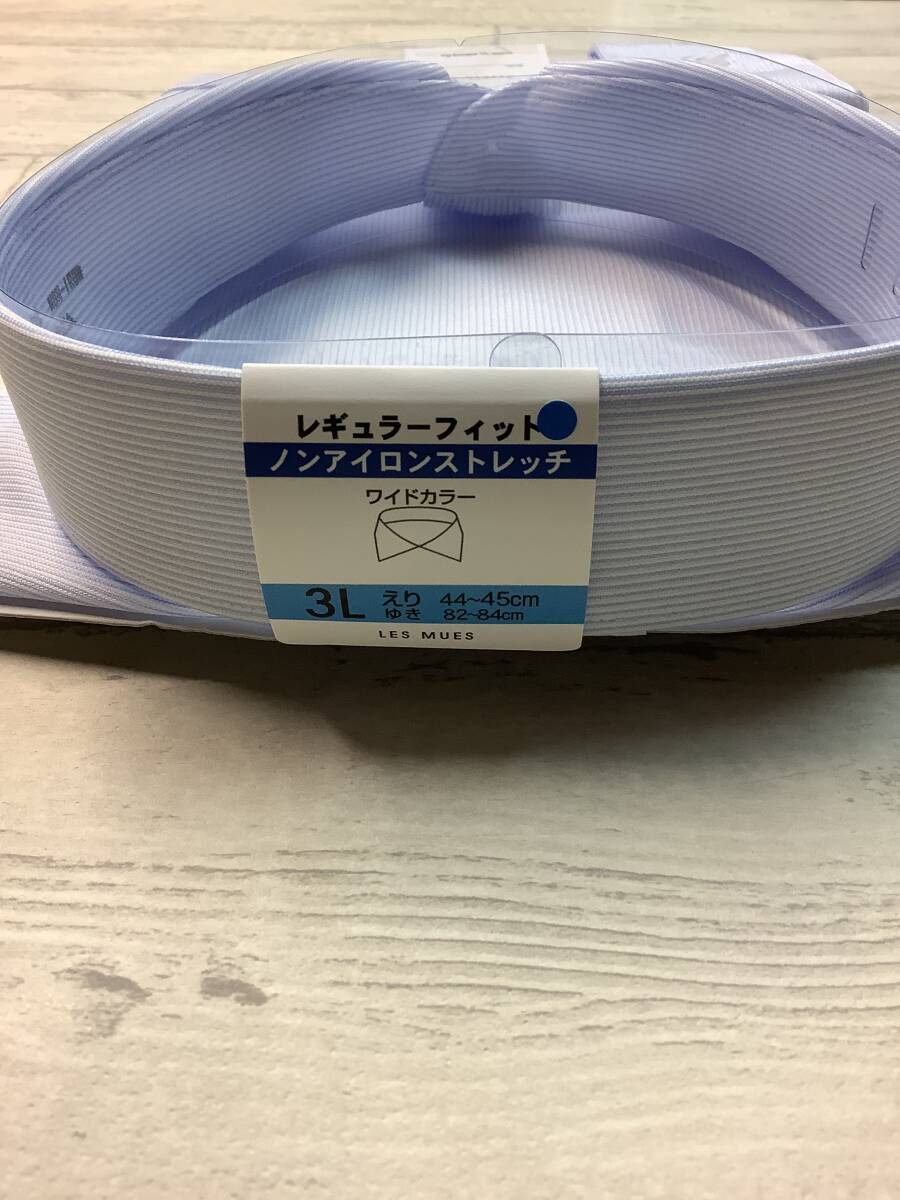 レギュラーフィット
ノンアイロンストレッチ
ワイドカラー
3L えり 44~45cm
ゆき 82~84cm
LES MUES